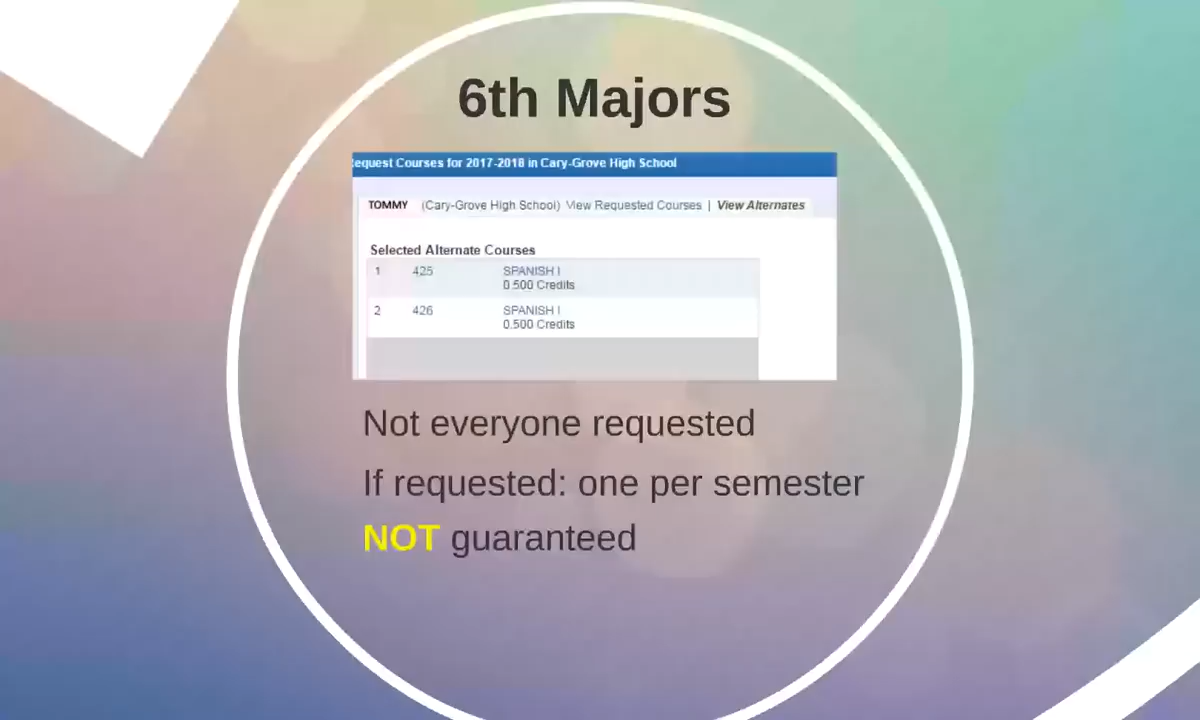 6th Majors
equest Courses for 2017-2018 in Cary-Grove High School
TOMMY (Cary-Grove High School) View Requested Courses | View Alternates
Selected Alternate Courses
1 425 SPANISH I
0.500 Credits
2 426 SPANISH I
0.500 Credits
Not everyone requested
If requested: one per semester
NOT guaranteed